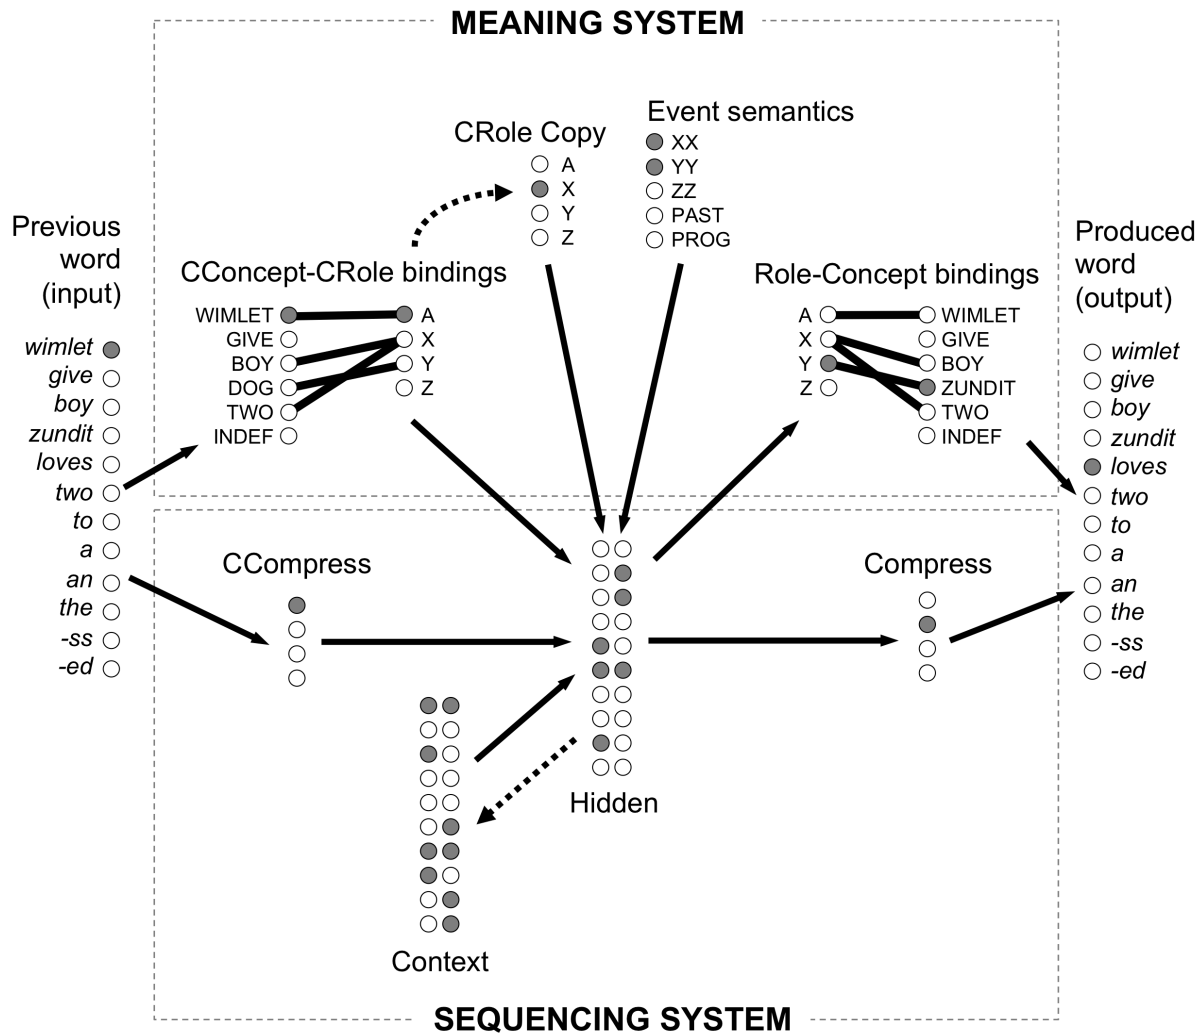 MEANING SYSTEM
Event semantics
XX
YY
ZZ
PAST
PROG
CRole Copy
A
X
Y
Z
Previous
word
(input)
wimlet
give
boy
zundit
loves
two
to
a
an
the
-ss
-ed
CConcept-CRole bindings
WIMLET
GIVE
BOY
DOG
TWO
INDEF
A
X
Y
Z
Role-Concept bindings
A
X
Y
Z
WIMLET
GIVE
BOY
ZUNDIT
TWO
INDEF
Produced
word
(output)
wimlet
give
boy
zundit
loves
two
to
a
an
the
-ss
-ed
CCompress
Compress
Hidden
Context
SEQUENCING SYSTEM